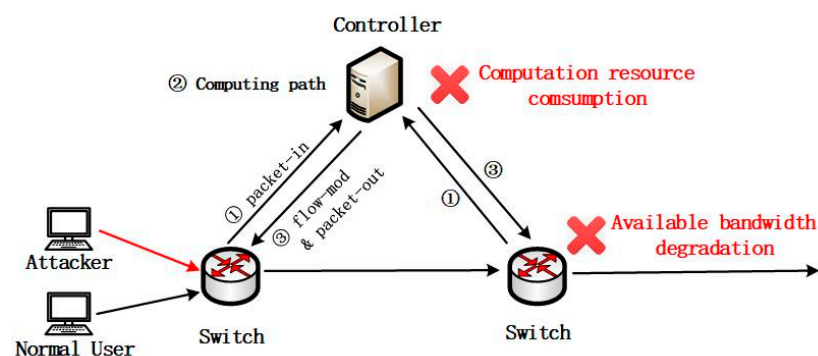 Controller
② Computing path
Computation resource
comsumption
① packet-in
③ flow-mod
& packet-out
①
③
Available bandwidth
degradation
Attacker
Normal User
Switch
Switch